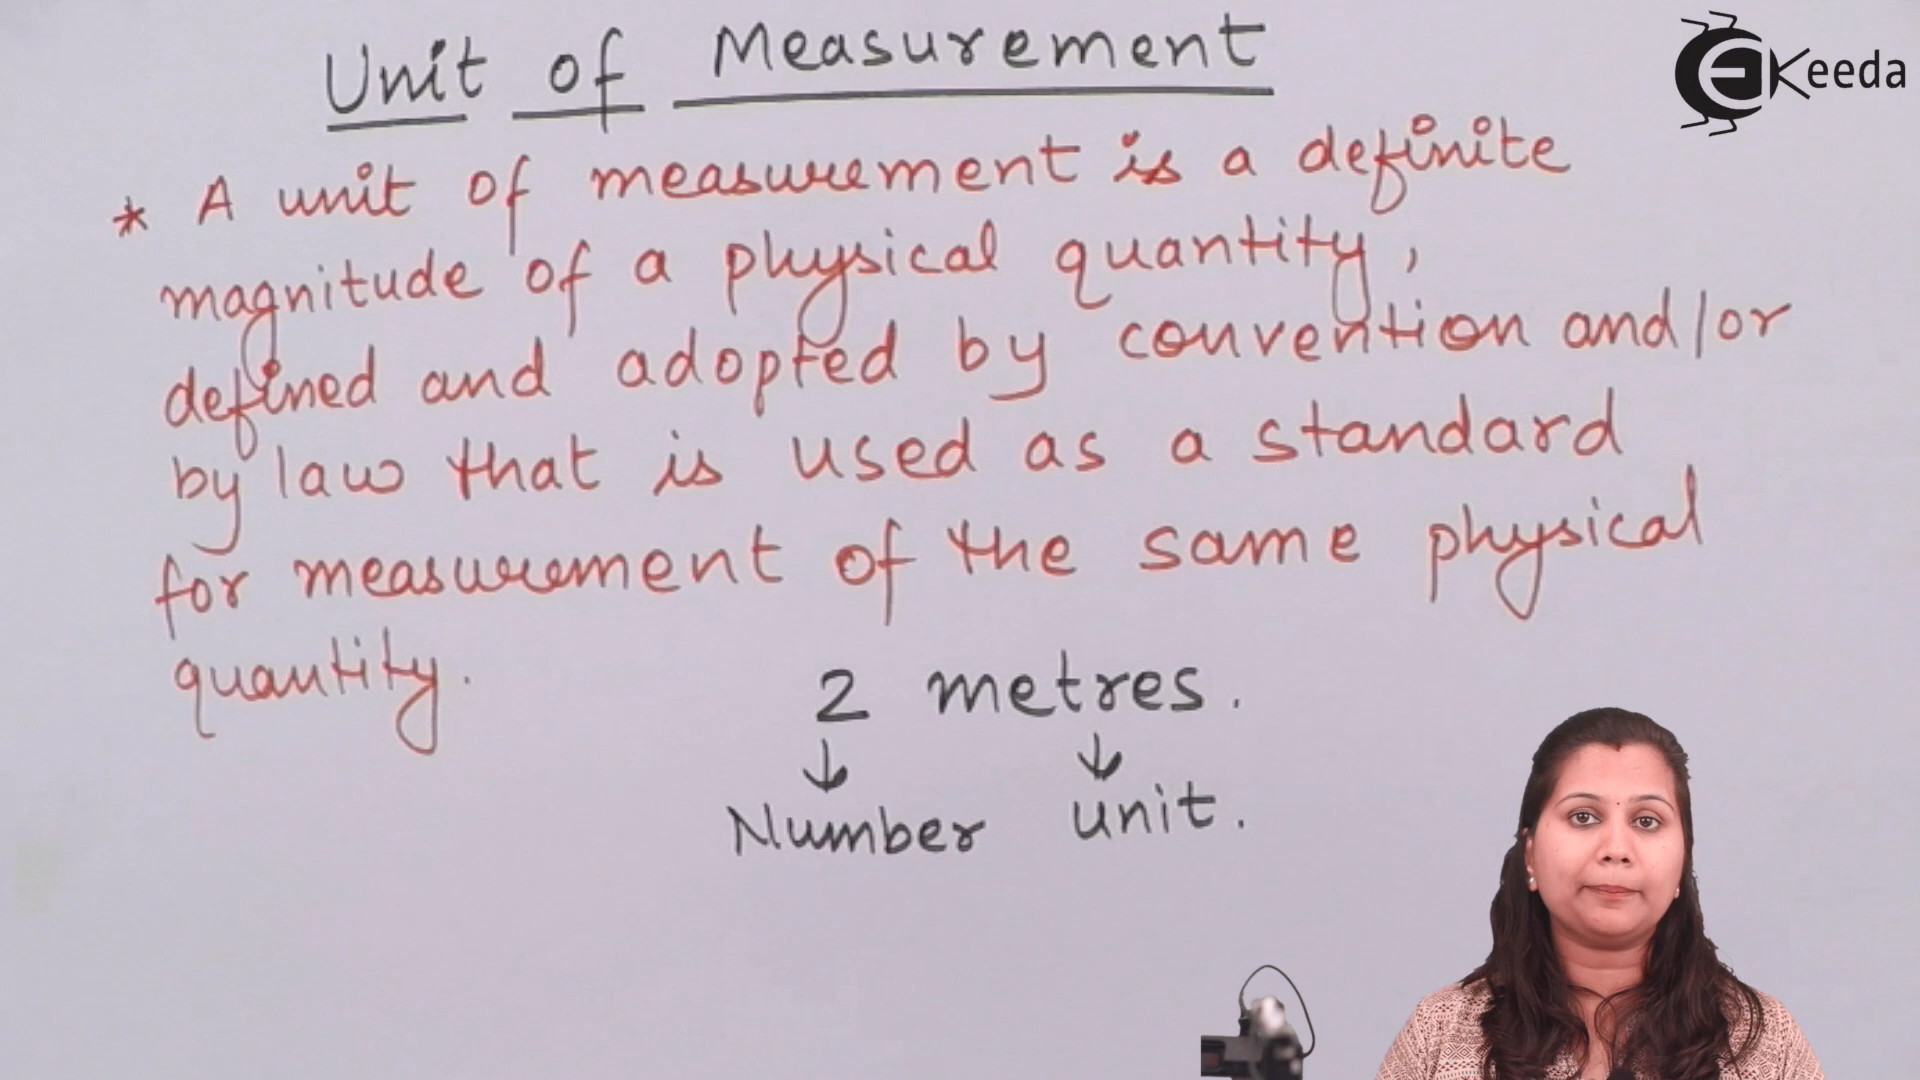 Unit of Measurement
Keeda
* A unit of measurement is a definite
magnitude of a physical quantity,
defined and adopted by convention and/or
by law that is used as a standard
for measurement of the same physical
quantity.
2 metres.
↓ ↓
Number unit.